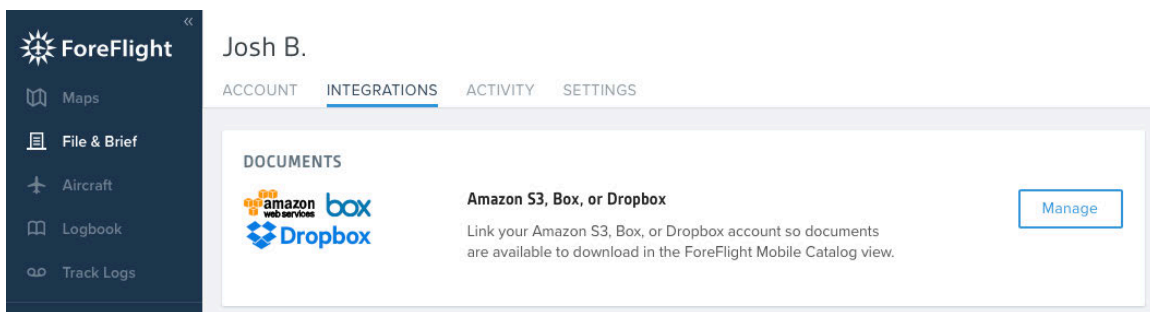 «
ForeFlight
Maps
File & Brief
Aircraft
Logbook
Track Logs
Josh B.
ACCOUNT INTEGRATIONS ACTIVITY SETTINGS
DOCUMENTS
amazon
web services
box
Dropbox
Amazon S3, Box, or Dropbox
Link your Amazon S3, Box, or Dropbox account so documents
are available to download in the ForeFlight Mobile Catalog view.
Manage